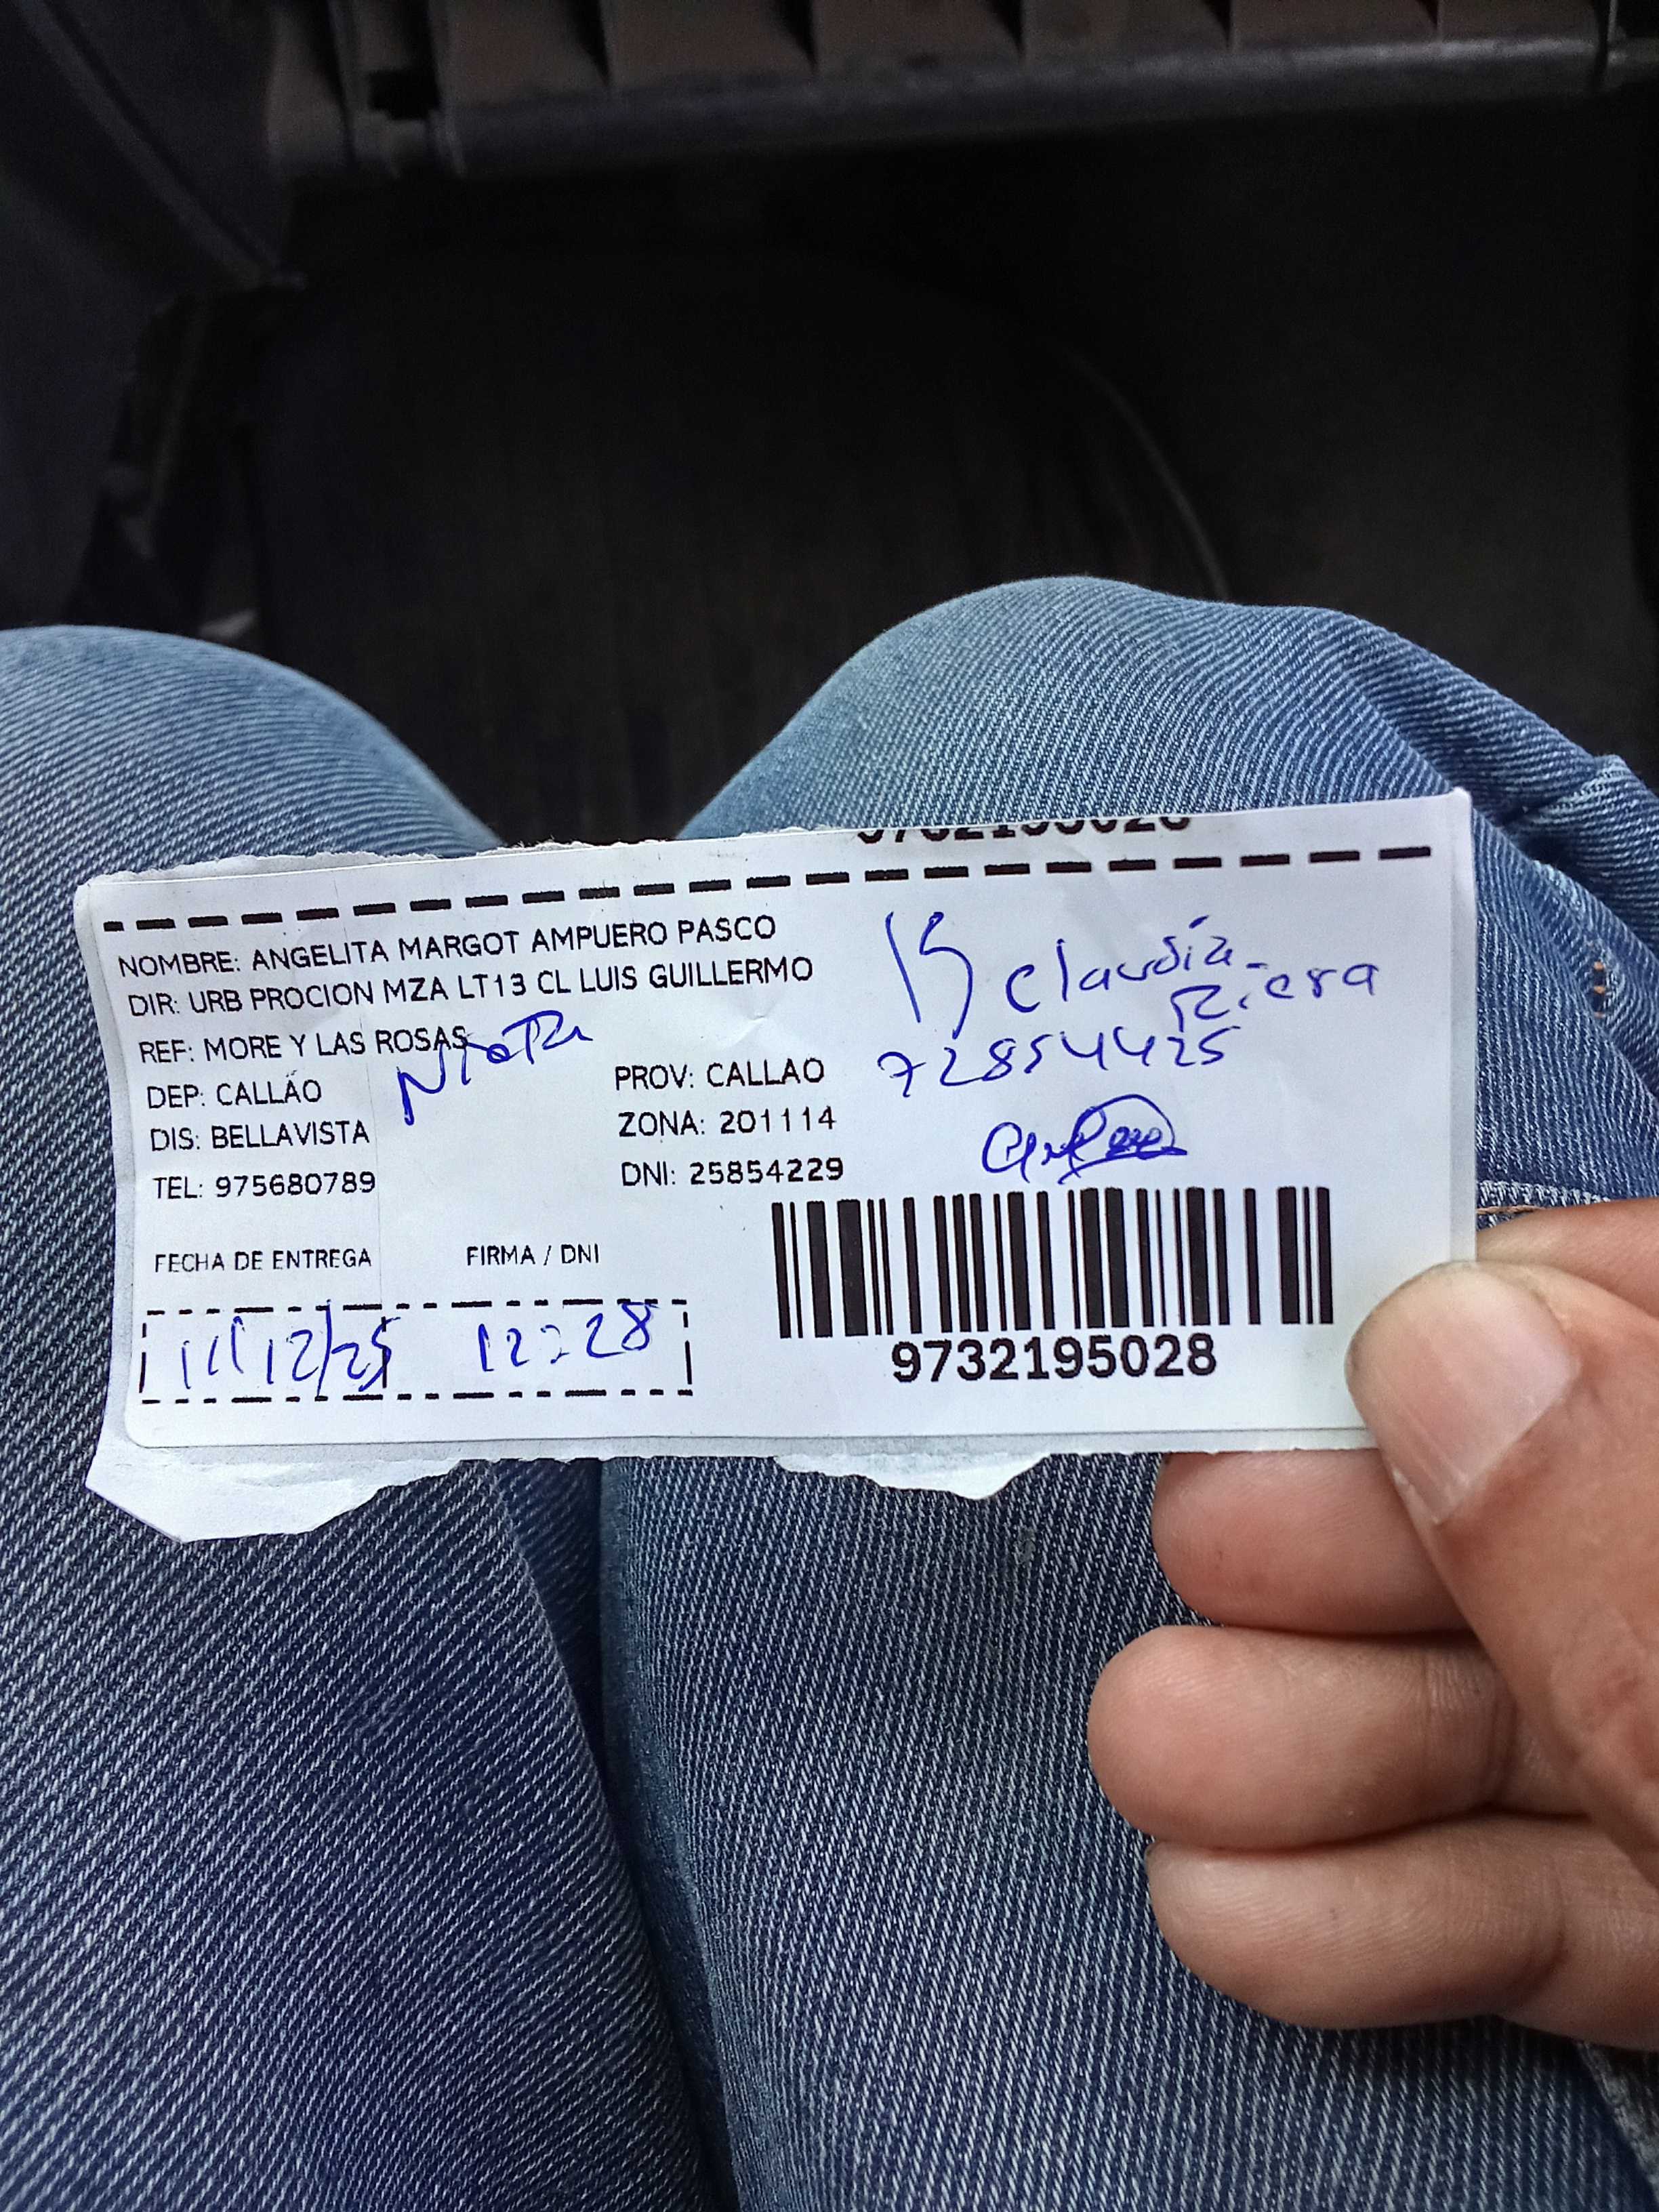 9732195028
NOMBRE: ANGELITA MARGOT AMPUERO PASCO
DIR: URB PROCION MZA LT13 CL LUIS GUILLERMO
REF: MORE Y LAS ROSAS
Nieta
DEP: CALLAO
PROV: CALLAO
DIS: BELLAVISTA
ZONA: 201114
TEL: 975680789
DNI: 25854229
Claudia
Riera
72854425
FECHA DE ENTREGA
FIRMA / DNI
11/12/25 12:28
9732195028